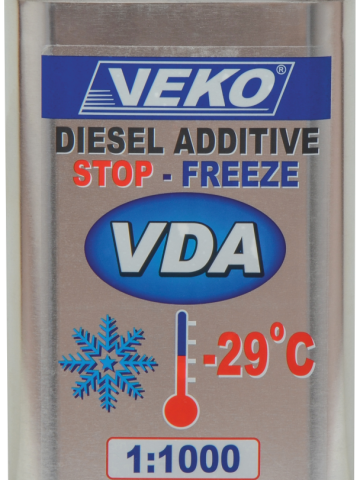 VEKO®
DIESEL ADDITIVE
STOP - FREEZE
VDA
-29°C
1:1000